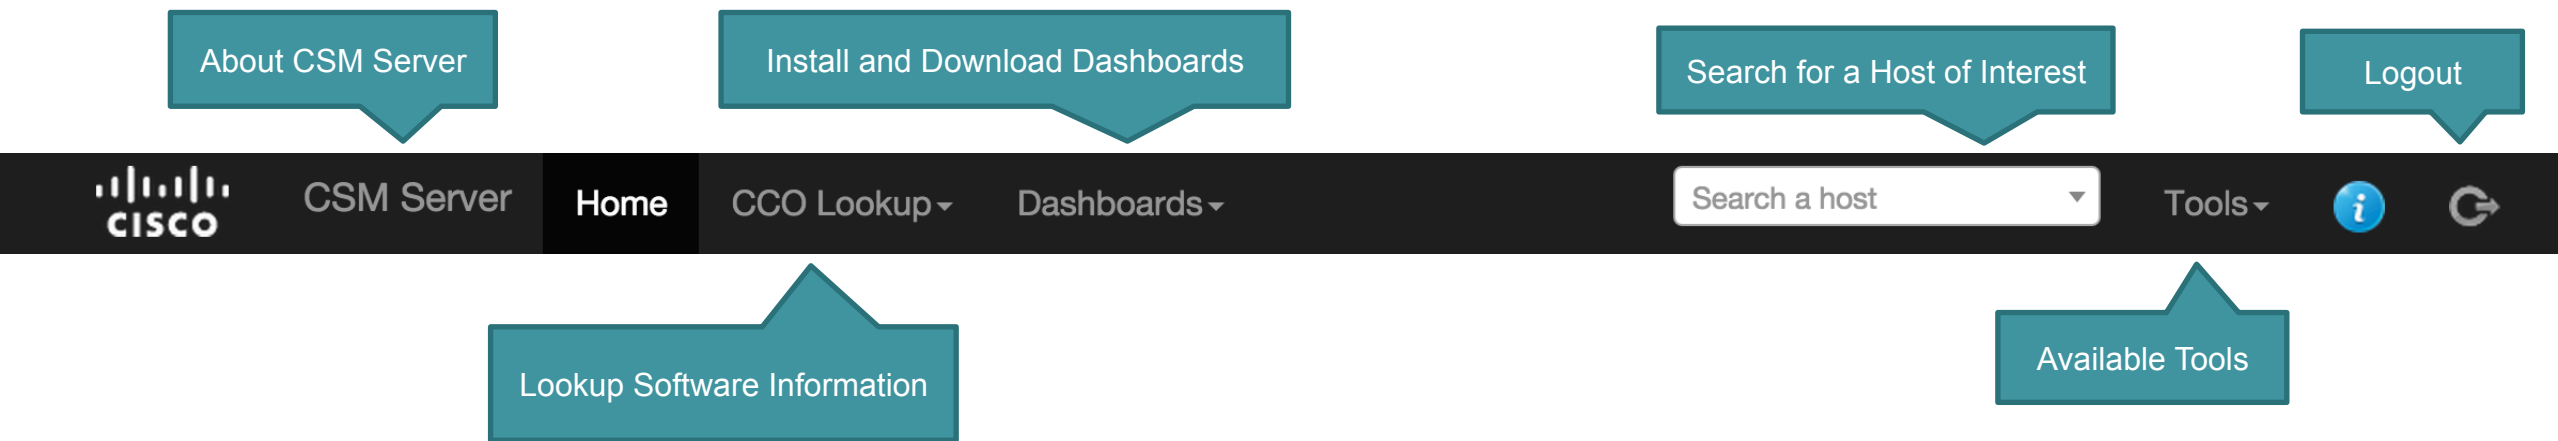 About CSM Server
Install and Download Dashboards
Search for a Host of Interest
Logout
CISCO
CSM Server
Home
CCO Lookup
Dashboards
Search a host
Tools
i
Lookup Software Information
Available Tools